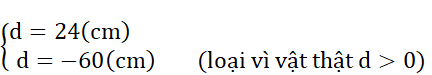 d = 24(cm)
d = −60(cm) (loại vì vật thật d > 0)